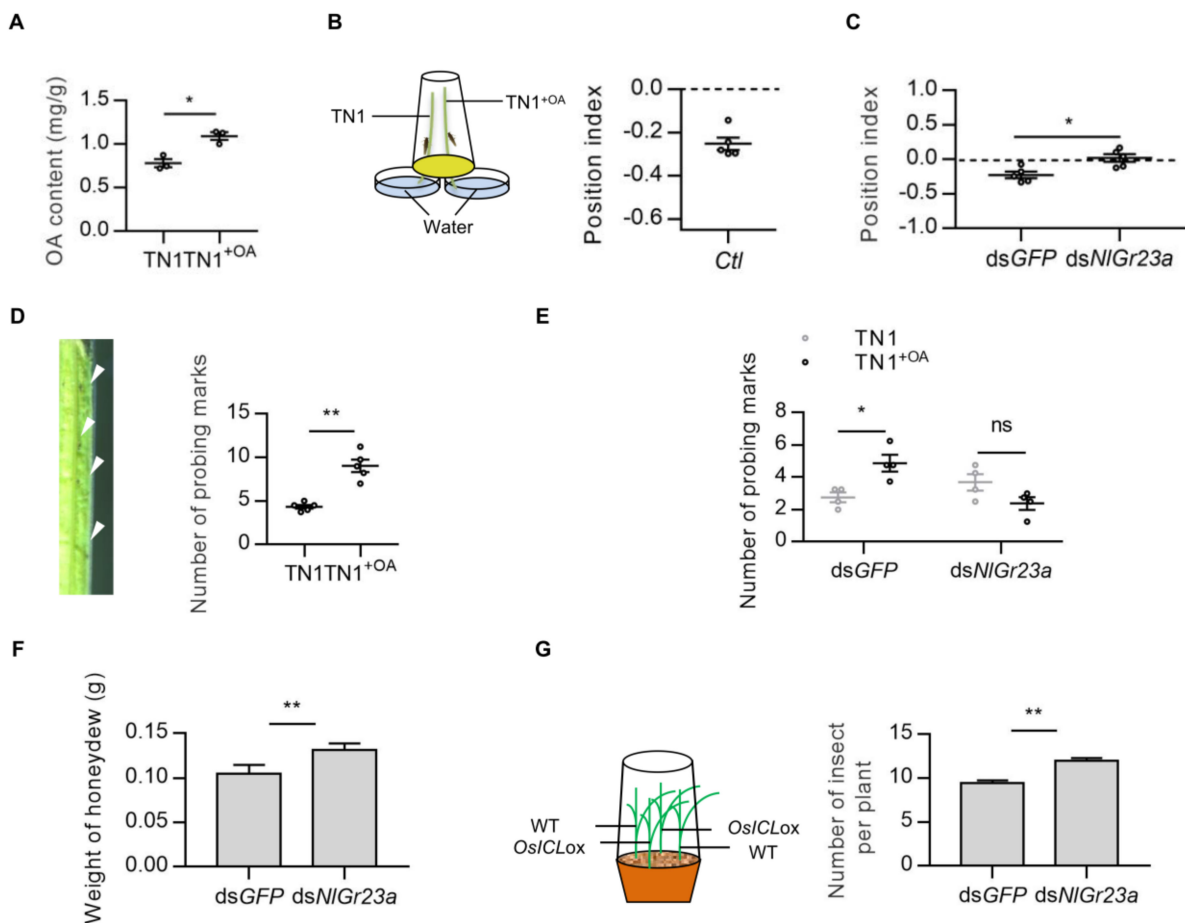 A
OA content (mg/g)
1.5
1.0
0.5
0.0
*
TN1TN1+OA
B
TN1
TN1+OA
Water
Position index
0.0
-0.2
-0.4
-0.6
Ctl
C
Position index
1.0
0.5
0.0
-0.5
-1.0
*
dsGFP dsNlGr23a
D
Number of probing marks
15
10
5
0
**
TN1TN1+OA
E
TN1
TN1+OA
Number of probing marks
8
6
4
2
0
*
ns
dsGFP dsNlGr23a
F
Weight of honeydew (g)
0.15
0.10
0.05
0.00
**
dsGFP dsNlGr23a
G
WT
OsICLox
OsICLox
WT
Number of insect
per plant
15
10
5
0
**
dsGFP dsNlGr23a